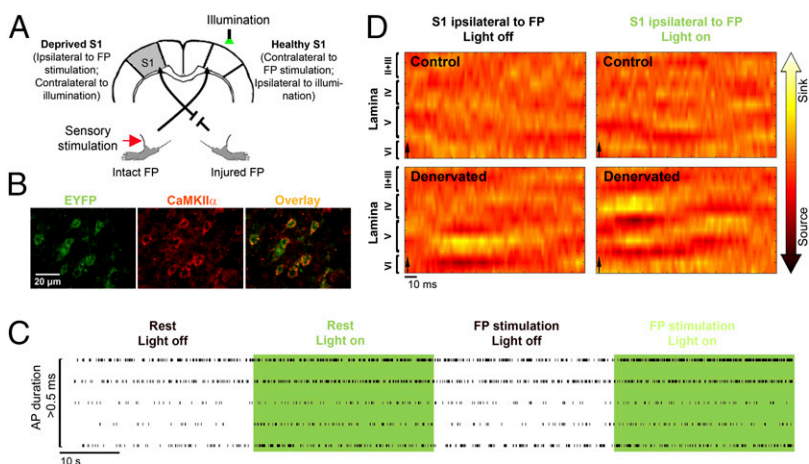 A
Illumination
Deprived S1
(Ipsilateral to FP
stimulation;
Contralateral to
illumination)
S1
Healthy S1
(Contralateral to
FP stimulation;
Ipsilateral to illumi-
nation)
Sensory
stimulation
Intact FP
Injured FP
B
EYFP
CaMKIIα
Overlay
20 µm
C
Rest
Light off
Rest
Light on
FP stimulation
Light off
FP stimulation
Light on
AP duration
>0.5 ms
10 s
D
S1 ipsilateral to FP
Light off
S1 ipsilateral to FP
Light on
Control
Control
Lamina
II+III
IV
V
VI
Denervated
Denervated
Lamina
II+III
IV
V
VI
10 ms
Sink
Source